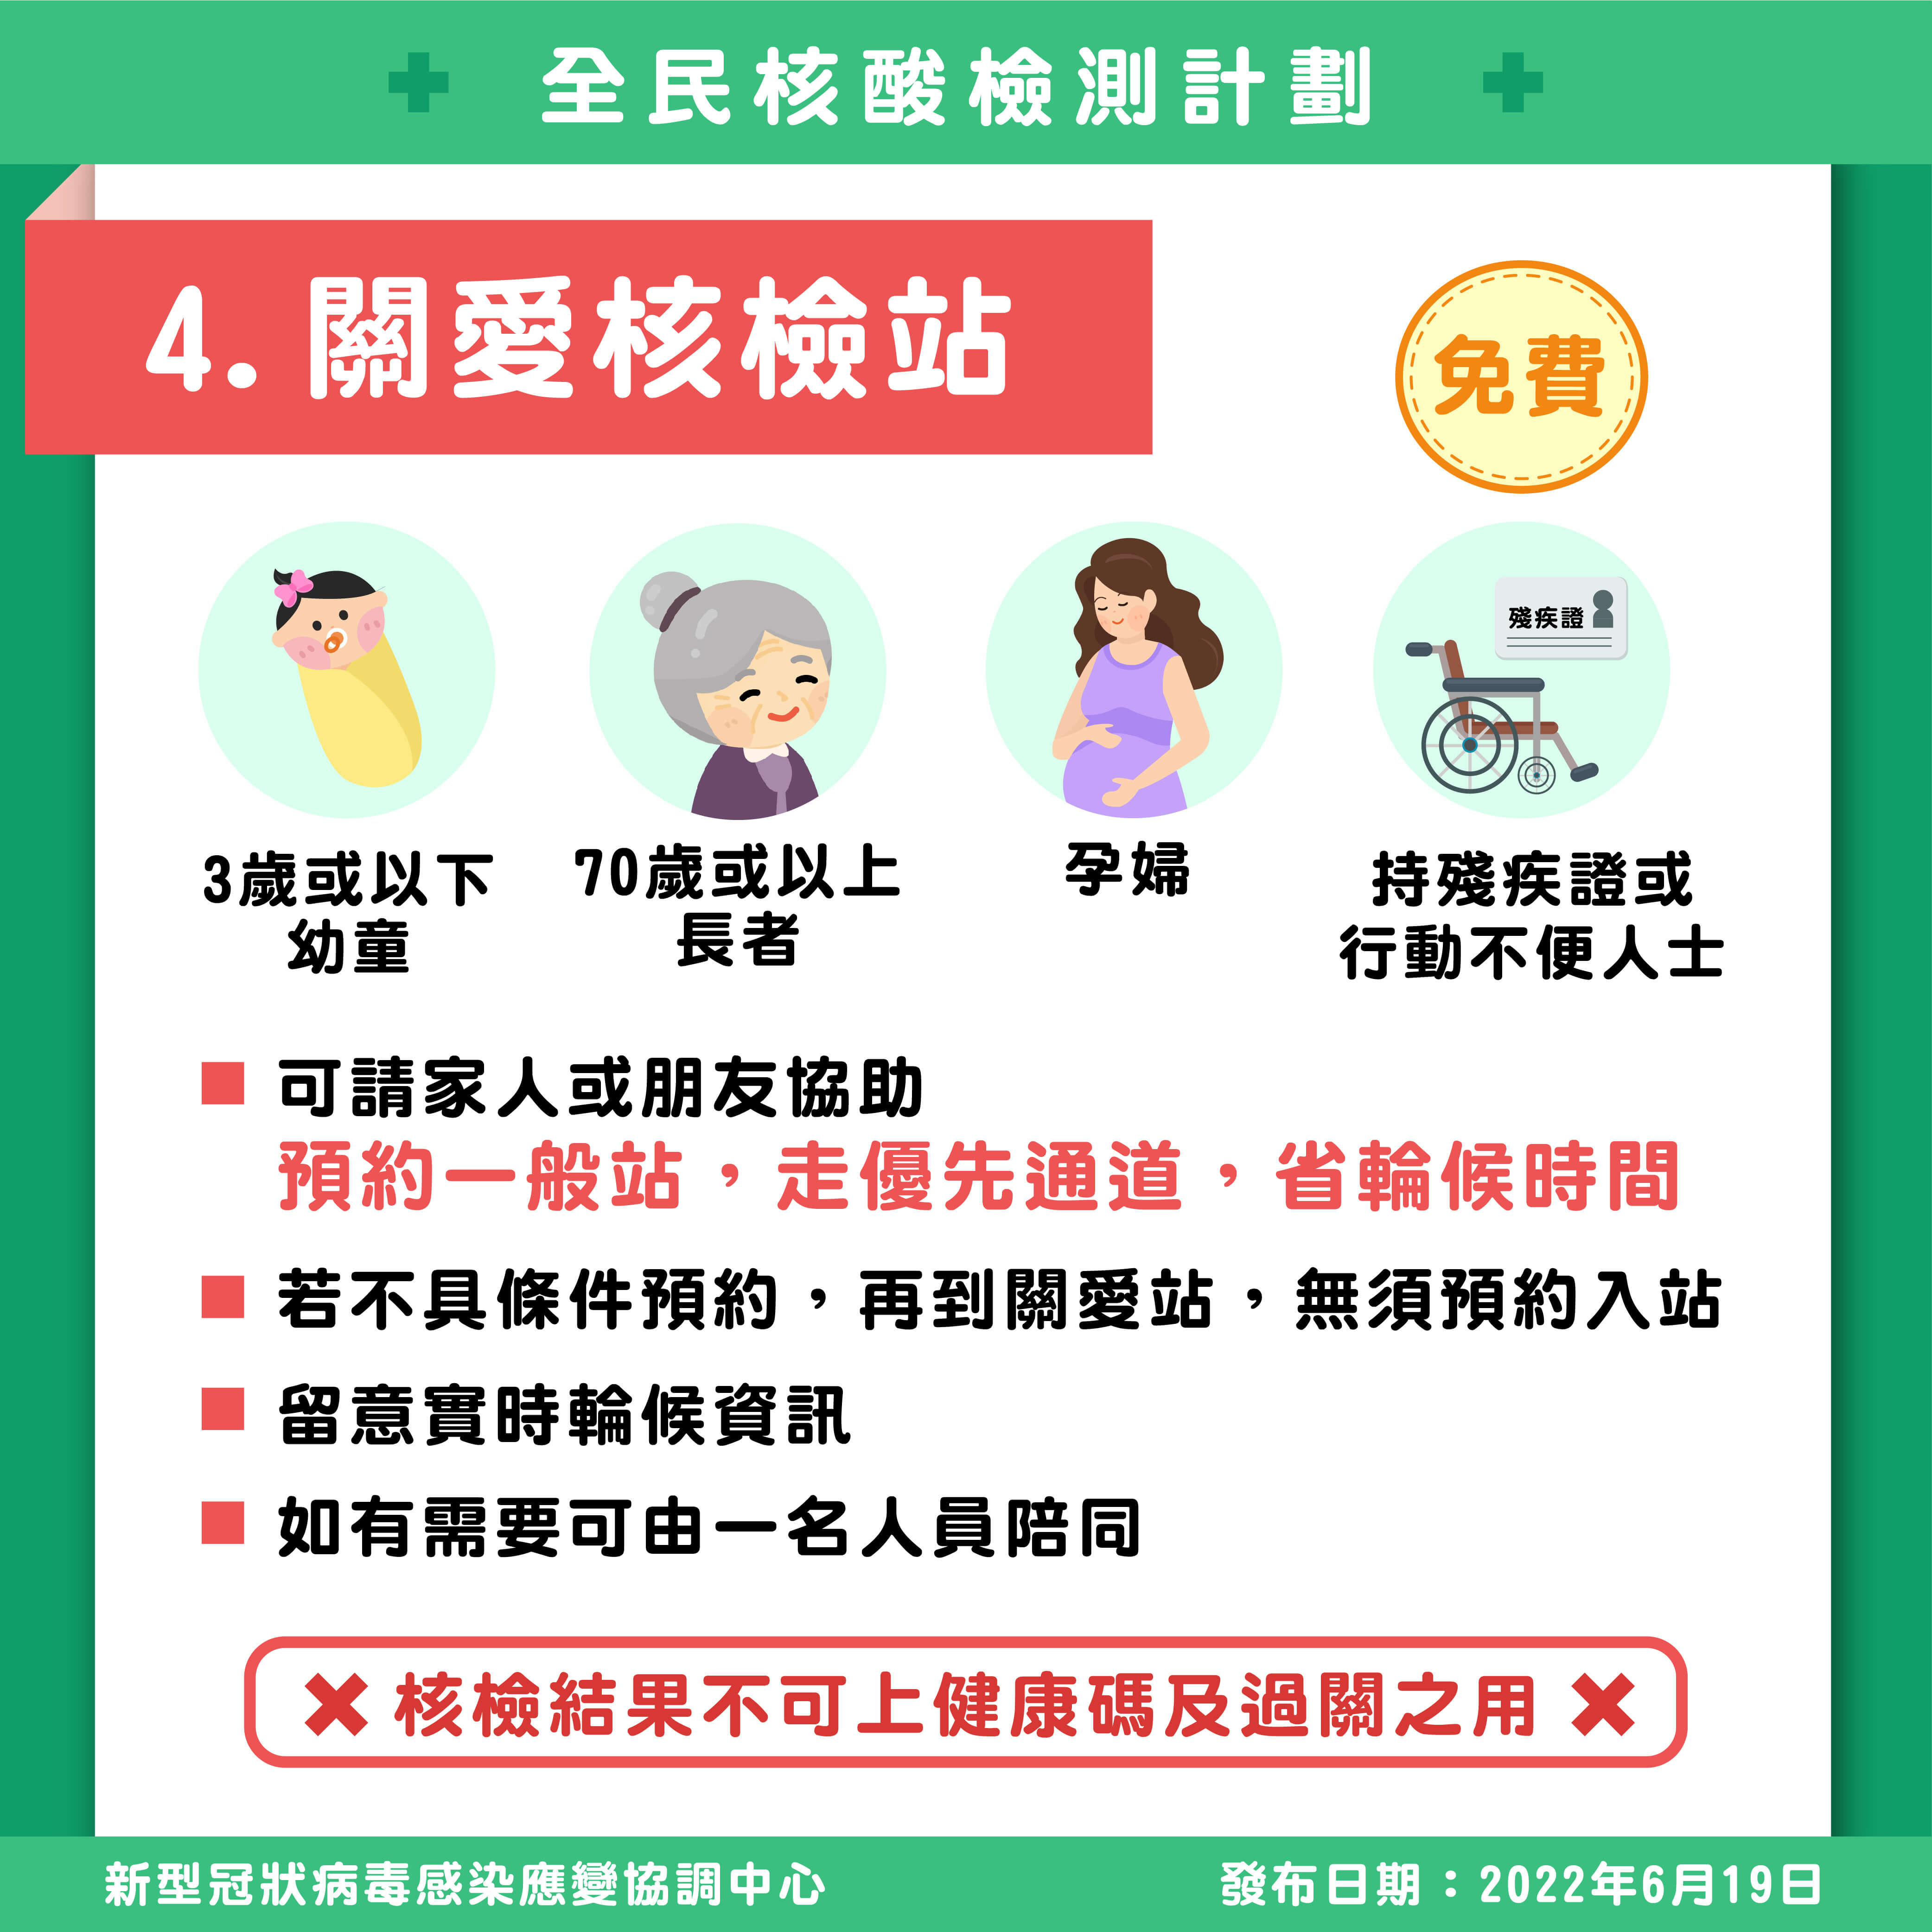 全民核酸檢測計劃
4. 關愛核檢站
免費
殘疾證
3歲或以下
幼童
70歲或以上
長者
孕婦
持殘疾證或
行動不便人士
可請家人或朋友協助
預約一般站，走優先通道，省輪候時間
若不具條件預約，再到關愛站，無須預約入站
留意實時輪候資訊
如有需要可由一名人員陪同
核檢結果不可上健康碼及過關之用
新型冠狀病毒感染應變協調中心
發布日期：2022年6月19日